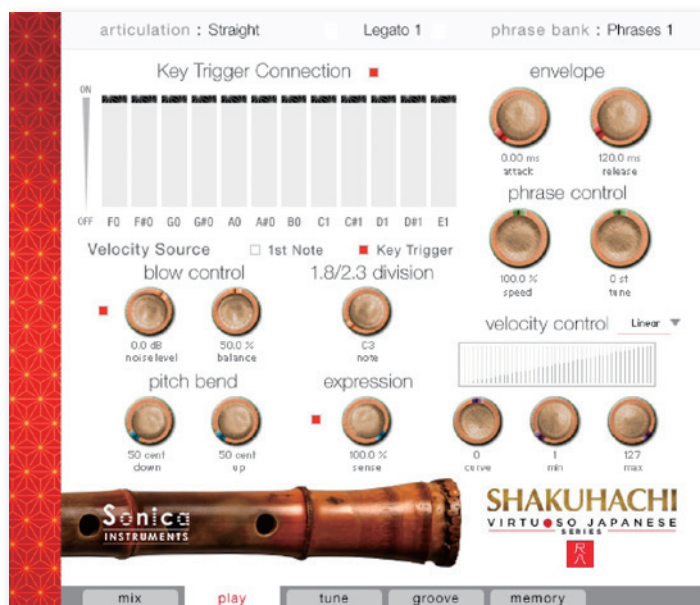 articulation : Straight Legato 1 phrase bank : Phrases 1
Key Trigger Connection
ON
OFF F0 F#0 G0 G#0 A0 A#0 B0 C1 C#1 D1 D#1 E1
Velocity Source 1st Note Key Trigger
envelope
0.00 ms 120.0 ms
attack release
phrase control
100.0 % 0 st
speed tune
blow control 1.8/2.3 division
0.0 dB 50.0 % C3
noise level balance note
velocity control Linear
pitch bend expression
50 cent 50 cent 100.0 %
down up sense
0 1 127
curve min max
Sonica
INSTRUMENTS
SHAKUHACHI
VIRTUOSO JAPANESE
SERIES
尺八
mix play tune groove memory